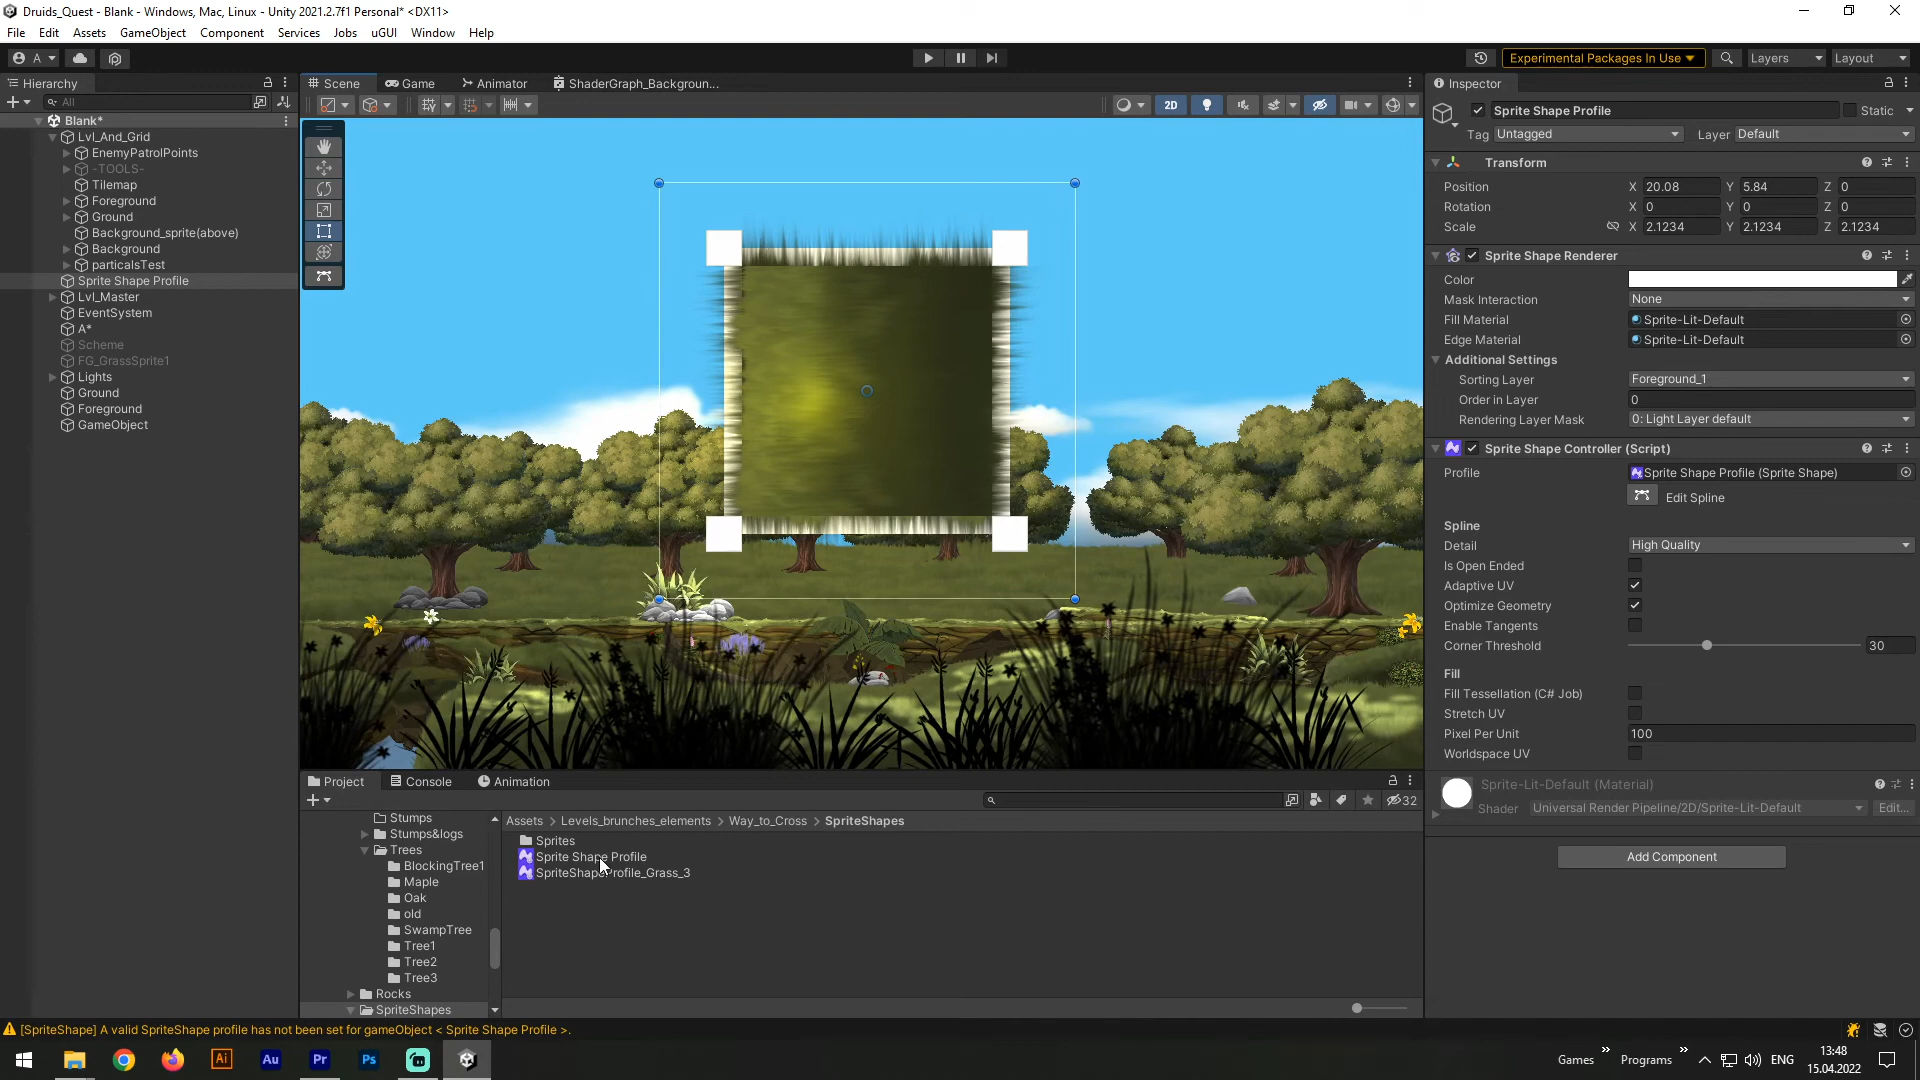 Druids_Quest - Blank - Windows, Mac, Linux - Unity 2021.2.7f1 Personal* <DX11>
File Edit Assets GameObject Component Services Jobs uGUI Window Help
A Experimental Packages In Use Layers Layout
Hierarchy Scene Game Animator ShaderGraph_Backgroun... Inspector
All 2D Sprite Shape Profile Static
Tag Untagged Layer Default
Blank*
Lvl_And_Grid
EnemyPatrolPoints
-TOOLS-
Tilemap
Foreground
Ground
Background_sprite(above)
Background
particalsTest
Sprite Shape Profile
Lvl_Master
EventSystem
A*
Scheme
FG_GrassSprite1
Lights
Ground
Foreground
GameObject
Transform
Position X 20.08 Y 5.84 Z 0
Rotation X 0 Y 0 Z 0
Scale X 2.1234 Y 2.1234 Z 2.1234
Sprite Shape Renderer
Color
Mask Interaction None
Fill Material Sprite-Lit-Default
Edge Material Sprite-Lit-Default
Additional Settings
Sorting Layer Foreground_1
Order in Layer 0
Rendering Layer Mask 0: Light Layer default
Sprite Shape Controller (Script)
Profile Sprite Shape Profile (Sprite Shape)
Edit Spline
Spline
Detail High Quality
Is Open Ended
Adaptive UV
Optimize Geometry
Enable Tangents
Corner Threshold 30
Fill
Fill Tessellation (C# Job)
Stretch UV
Pixel Per Unit 100
Worldspace UV
Sprite-Lit-Default (Material)
Shader Universal Render Pipeline/2D/Sprite-Lit-Default Edit...
Add Component
Project Console Animation
32
Stumps
Stumps&logs
Trees
BlockingTree1
Maple
Oak
old
SwampTree
Tree1
Tree2
Tree3
Rocks
SpriteShapes
Assets > Levels_brunches_elements > Way_to_Cross > SpriteShapes
Sprites
Sprite Shape Profile
SpriteShapeProfile_Grass_3
[SpriteShape] A valid SpriteShape profile has not been set for gameObject < Sprite Shape Profile >.
Ai Au Pr Ps Games Programs ENG 13:48
15.04.2022